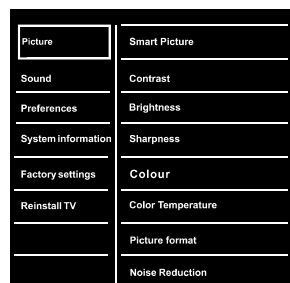 Picture
Smart Picture
Sound
Contrast
Preferences
Brightness
System information
Sharpness
Factory settings
Colour
Reinstall TV
Color Temperature
Picture format
Noise Reduction